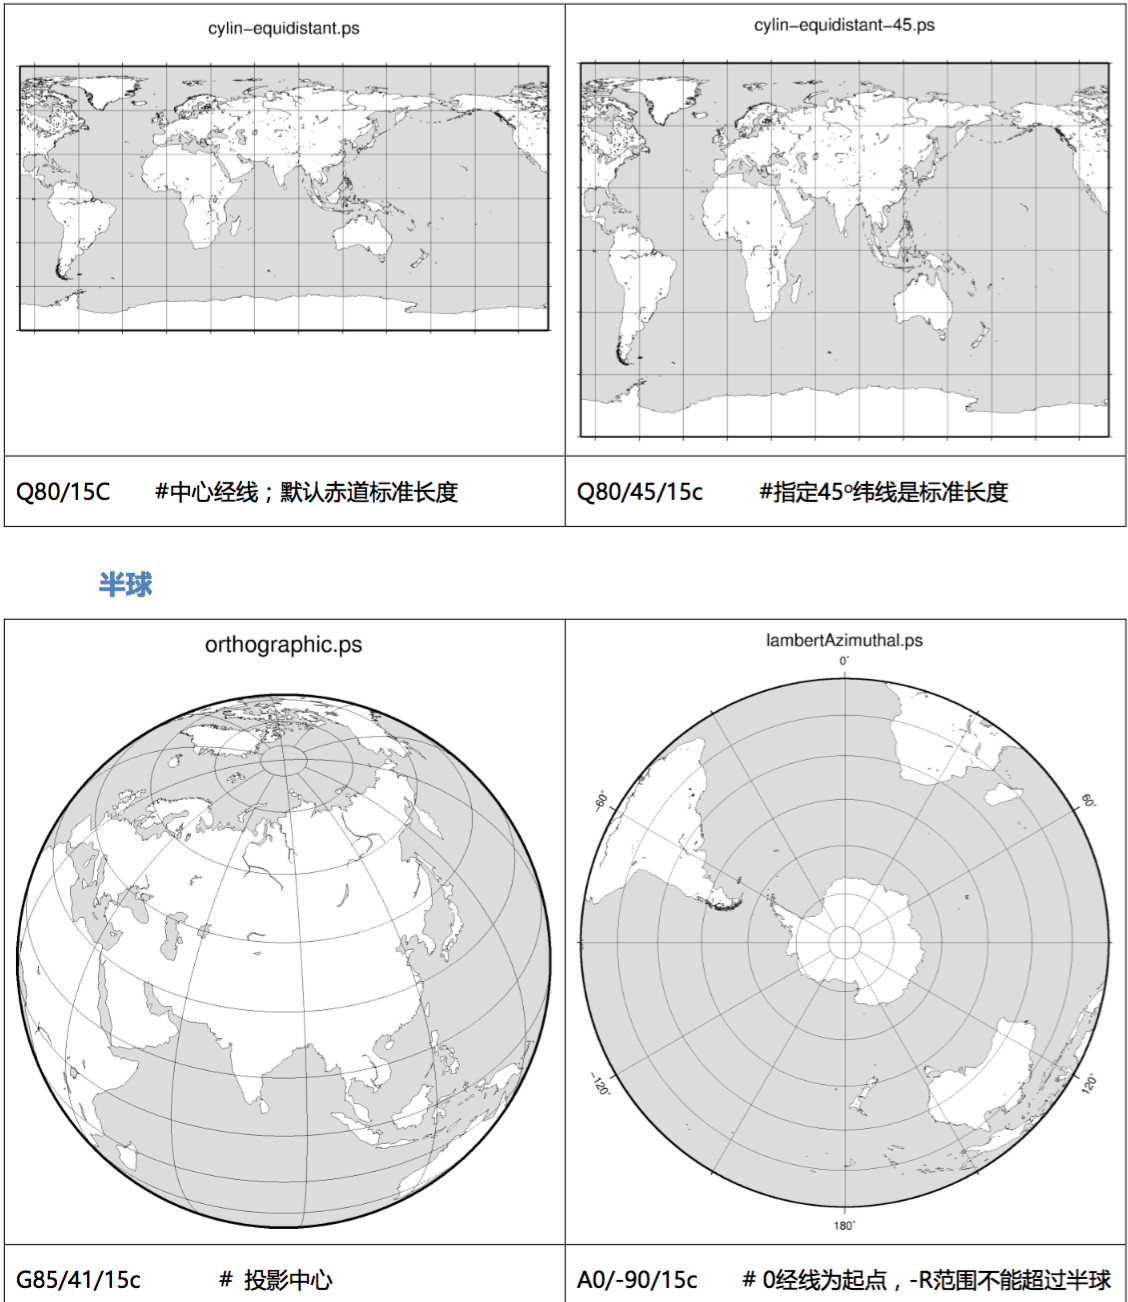 cylin-equidistant.ps
cylin-equidistant-45.ps
Q80/15C #中心经线；默认赤道标准长度
Q80/45/15c #指定45°纬线是标准长度
半球
orthographic.ps
lambertAzimuthal.ps
0°
-60°
60°
-120°
120°
180°
G85/41/15c # 投影中心
A0/-90/15c # 0经线为起点，-R范围不能超过半球